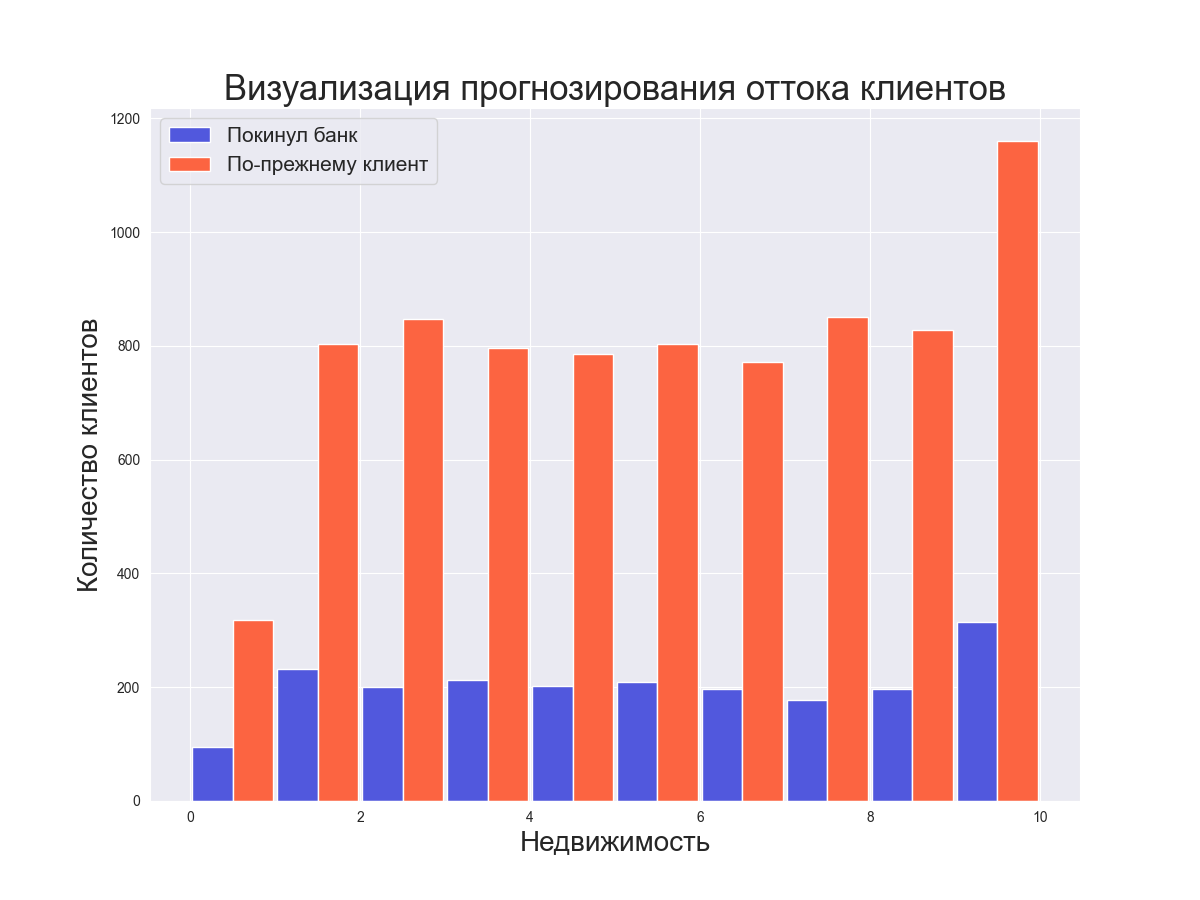 Визуализация прогнозирования оттока клиентов
Покинул банк
По-прежнему клиент
Количество клиентов
1200
1000
800
600
400
200
0
0 2 4 6 8 10
Недвижимость